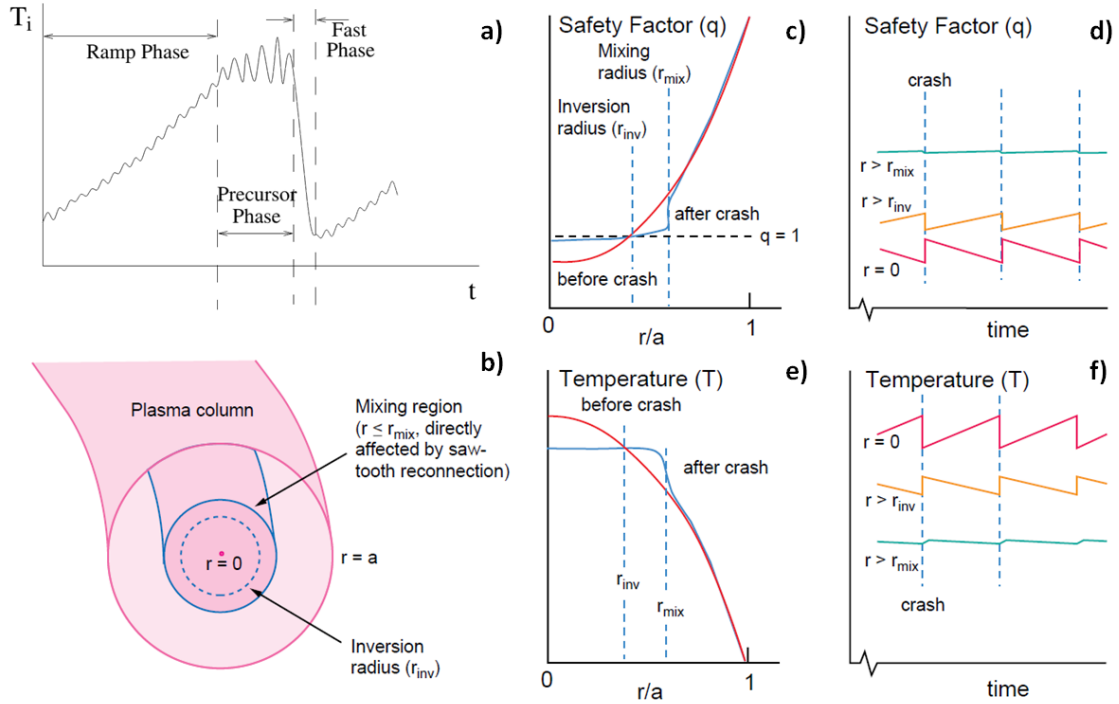 a)
T_i
Ramp Phase
Fast
Phase
Precursor
Phase
t
b)
Plasma column
Mixing region
(r ≤ r_mix, directly
affected by saw-
tooth reconnection)
r = 0
r = a
Inversion
radius (r_inv)
c)
Safety Factor (q)
Mixing
radius (r_mix)
Inversion
radius (r_inv)
after crash
q = 1
before crash
0
1
r/a
d)
Safety Factor (q)
crash
r > r_mix
r > r_inv
r = 0
time
e)
Temperature (T)
before crash
after crash
r_inv
r_mix
0
1
r/a
f)
Temperature (T)
r = 0
r > r_inv
r > r_mix
crash
time